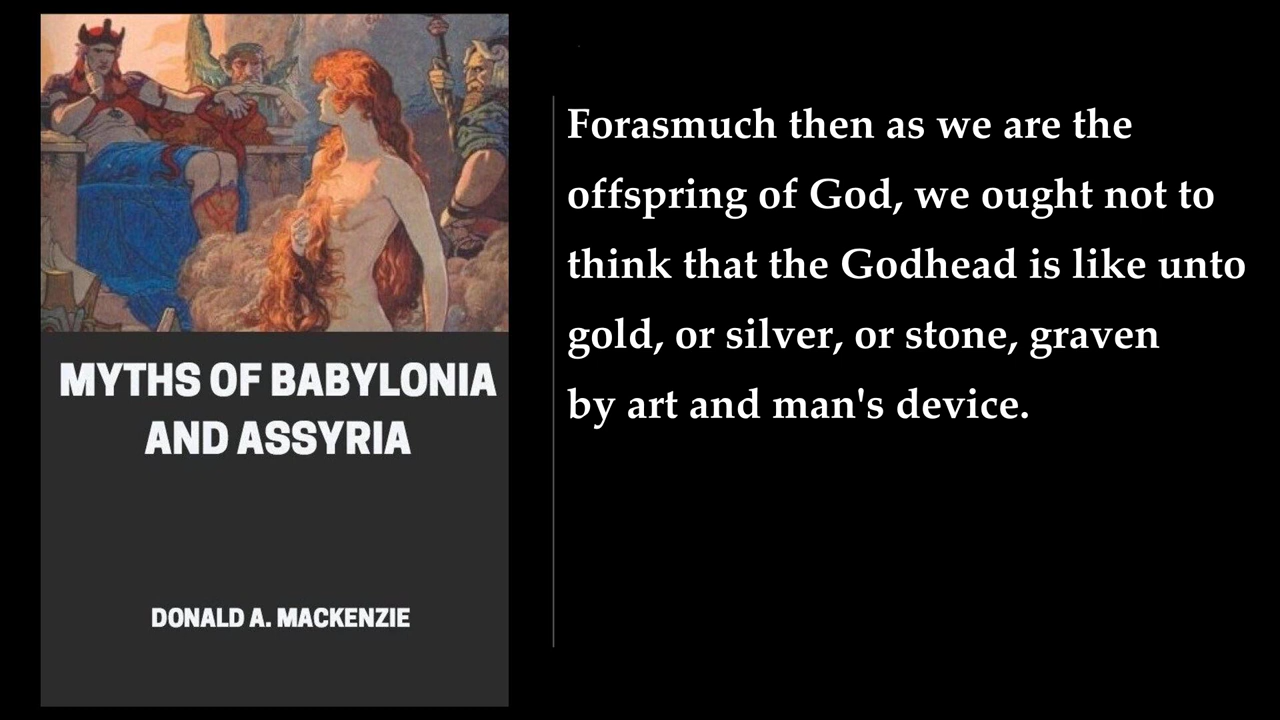 MYTHS OF BABYLONIA
AND ASSYRIA
DONALD A. MACKENZIE
Forasmuch then as we are the
offspring of God, we ought not to
think that the Godhead is like unto
gold, or silver, or stone, graven
by art and man's device.